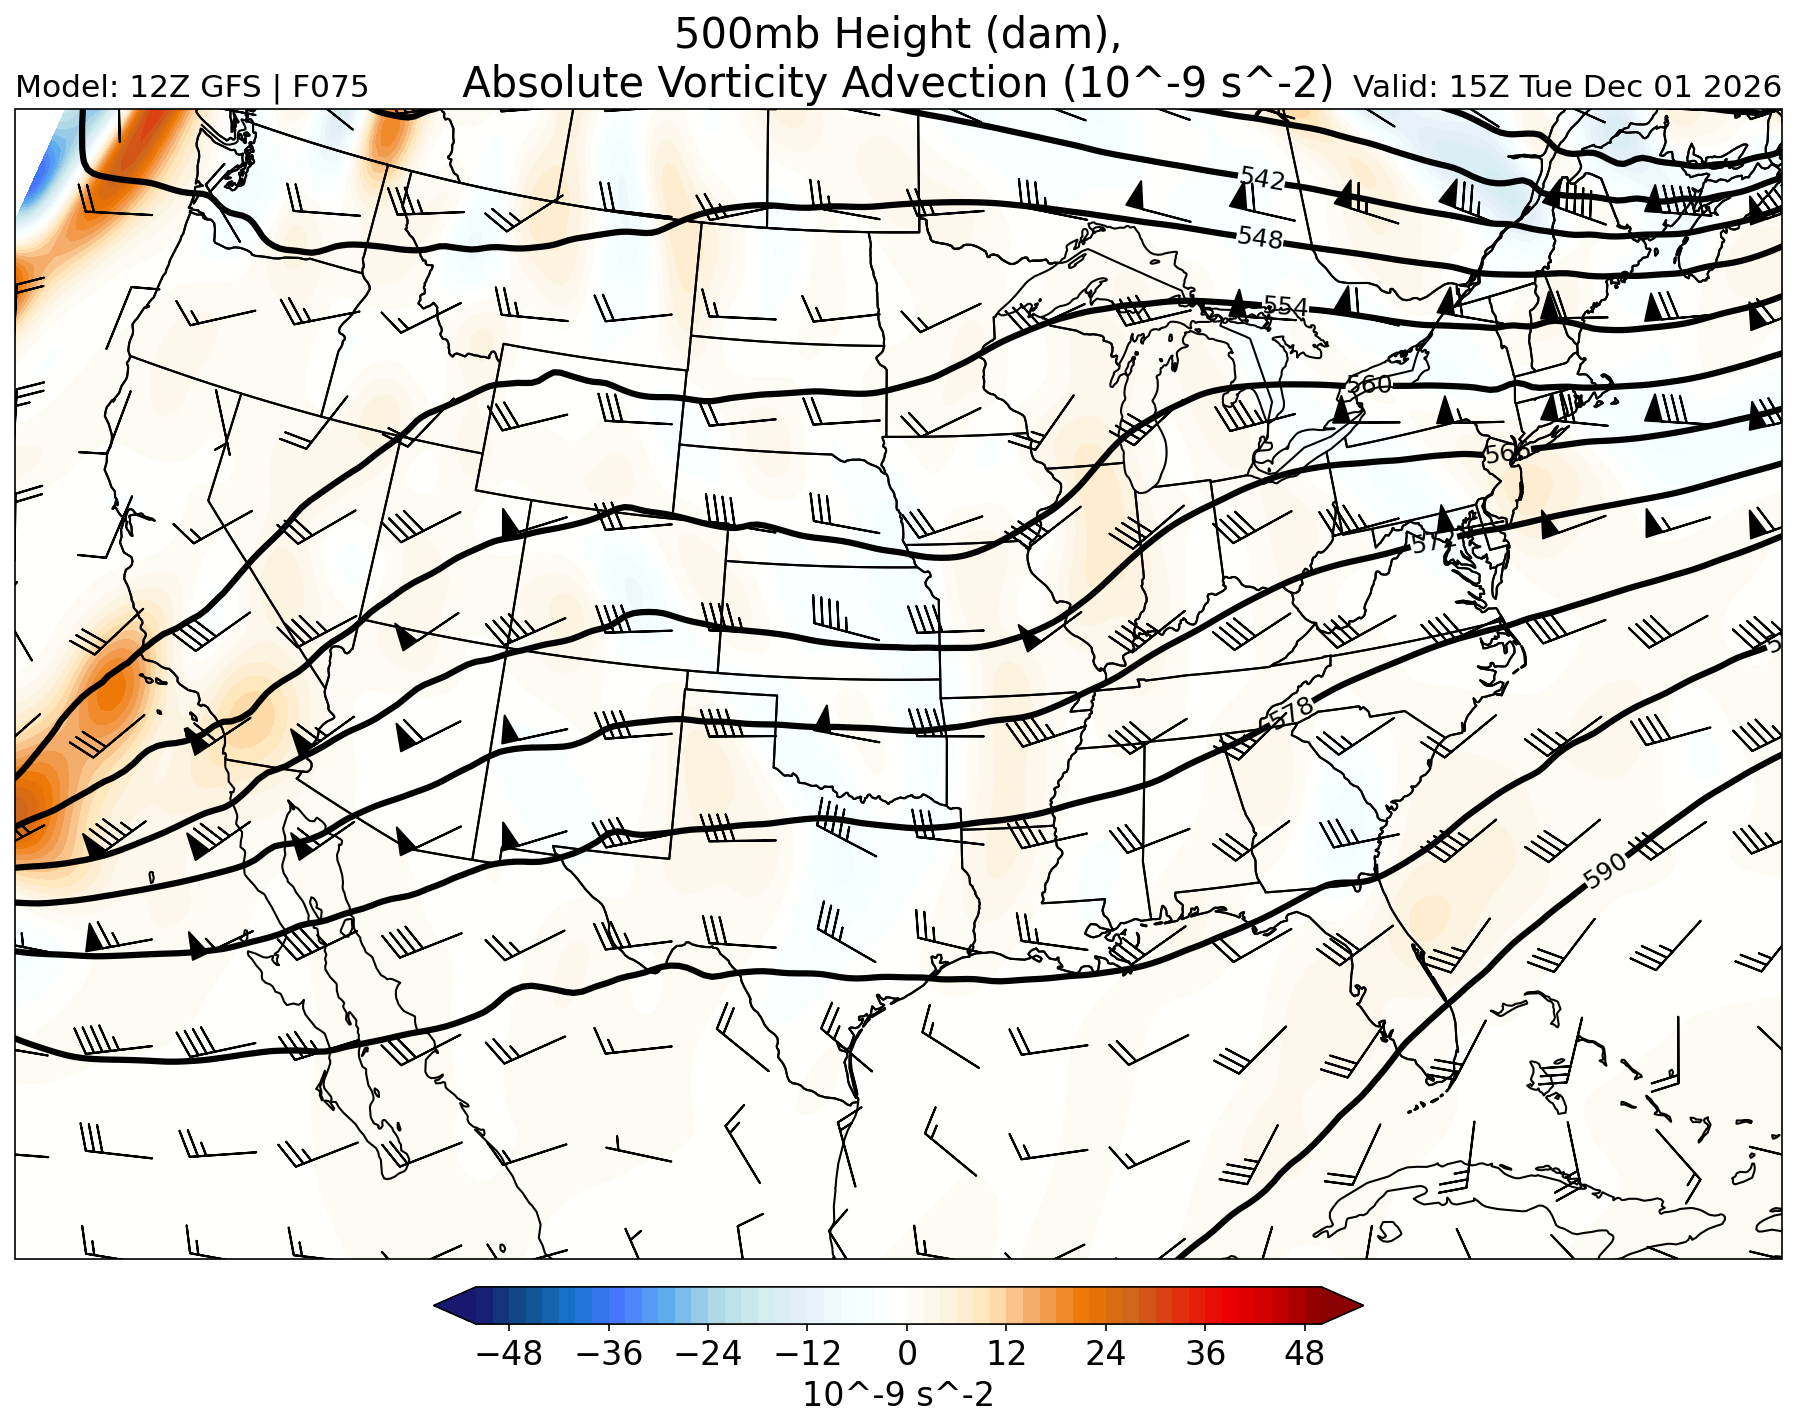 500mb Height (dam),
Model: 12Z GFS | F075
Absolute Vorticity Advection (10^-9 s^-2)
Valid: 15Z Tue Dec 01 2026
542
548
554
560
578
590
−48 −36 −24 −12 0 12 24 36 48
10^-9 s^-2